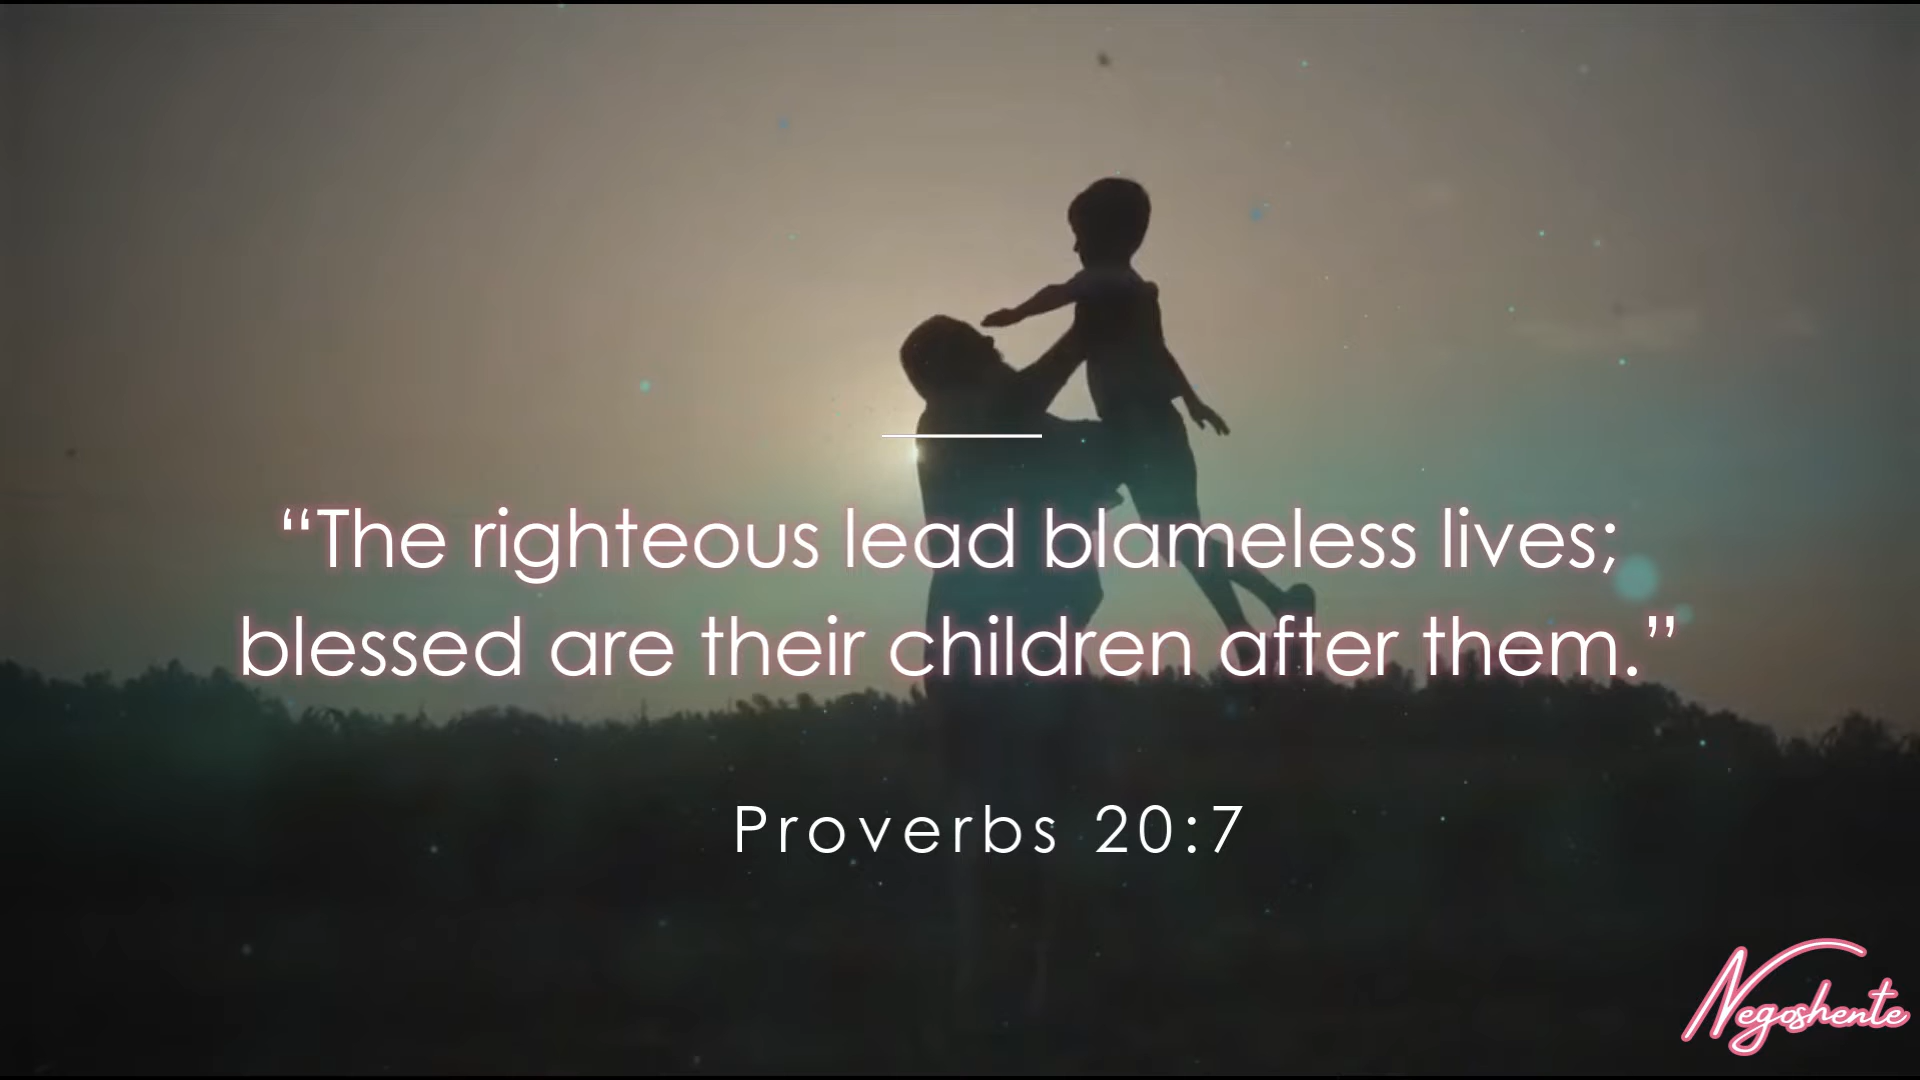 “The righteous lead blameless lives;
blessed are their children after them.”
Proverbs 20:7
Negoshente